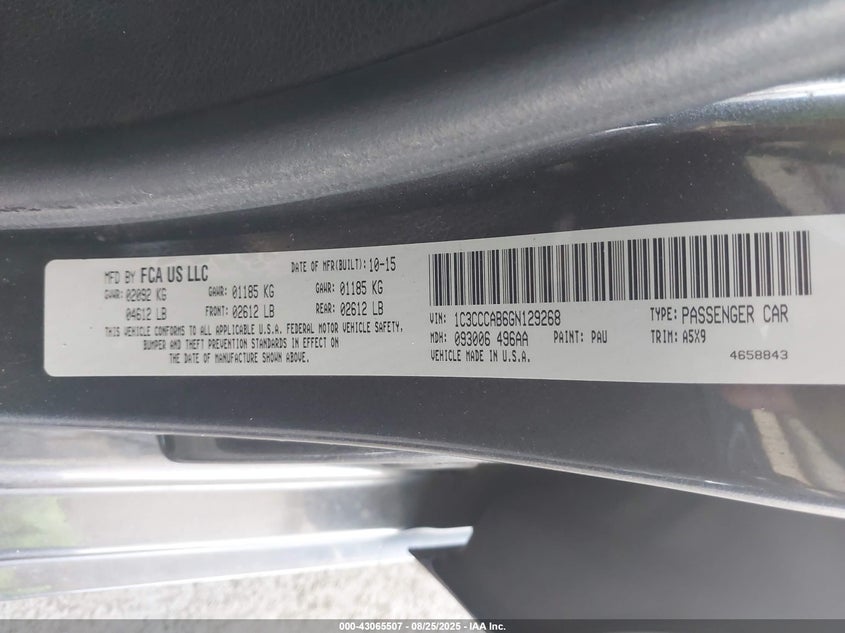 MFD BY FCA US LLC
DATE OF MFR(BUILT): 10-15
GVWR: 02092 KG GAWR: 01185 KG GAWR: 01185 KG
04612 LB FRONT: 02612 LB REAR: 02612 LB
THIS VEHICLE CONFORMS TO ALL APPLICABLE U.S.A. FEDERAL MOTOR VEHICLE SAFETY,
BUMPER AND THEFT PREVENTION STANDARDS IN EFFECT ON
THE DATE OF MANUFACTURE SHOWN ABOVE.
VIN: 1C3CCCAB6GN129268 TYPE: PASSENGER CAR
MDH: 093006 496AA PAINT: PAU TRIM: A5X9
VEHICLE MADE IN U.S.A. 4658843
000-43065507 - 08/25/2025 - IAA Inc.